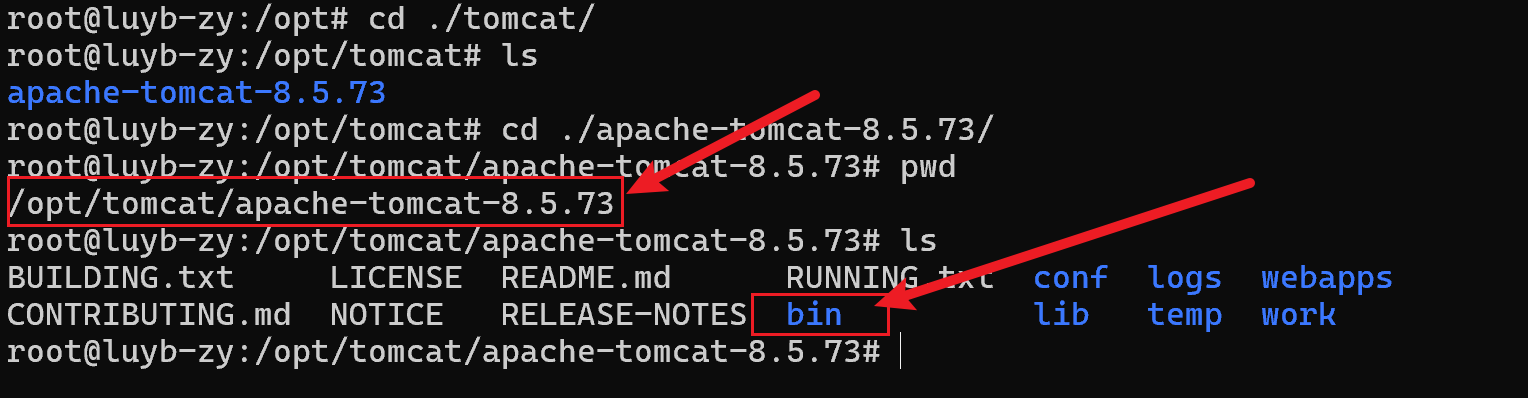 root@luyb-zy:/opt# cd ./tomcat/
root@luyb-zy:/opt/tomcat# ls
apache-tomcat-8.5.73
root@luyb-zy:/opt/tomcat# cd ./apache-tomcat-8.5.73/
root@luyb-zy:/opt/tomcat/apache-tomcat-8.5.73# pwd
/opt/tomcat/apache-tomcat-8.5.73
root@luyb-zy:/opt/tomcat/apache-tomcat-8.5.73# ls
BUILDING.txt     LICENSE  README.md      RUNNING.txt  conf  logs  webapps
CONTRIBUTING.md  NOTICE   RELEASE-NOTES  bin          lib   temp  work
root@luyb-zy:/opt/tomcat/apache-tomcat-8.5.73#